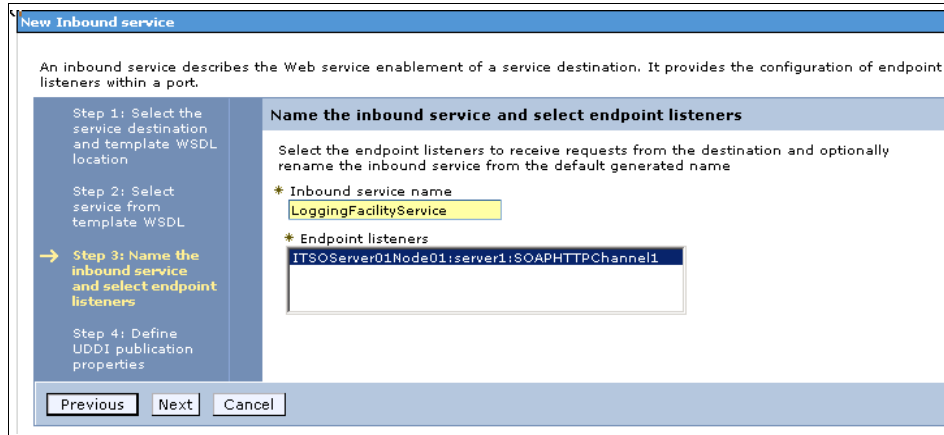 New Inbound service
An inbound service describes the Web service enablement of a service destination. It provides the configuration of endpoint
listeners within a port.
Step 1: Select the
service destination
and template WSDL
location
Step 2: Select
service from
template WSDL
Step 3: Name the
inbound service
and select endpoint
listeners
Step 4: Define
UDDI publication
properties
Name the inbound service and select endpoint listeners
Select the endpoint listeners to receive requests from the destination and optionally
rename the inbound service from the default generated name
* Inbound service name
LoggingFacilityService
* Endpoint listeners
ITSOServer01Node01:server1:SOAPHTTPChannel1
Previous Next Cancel